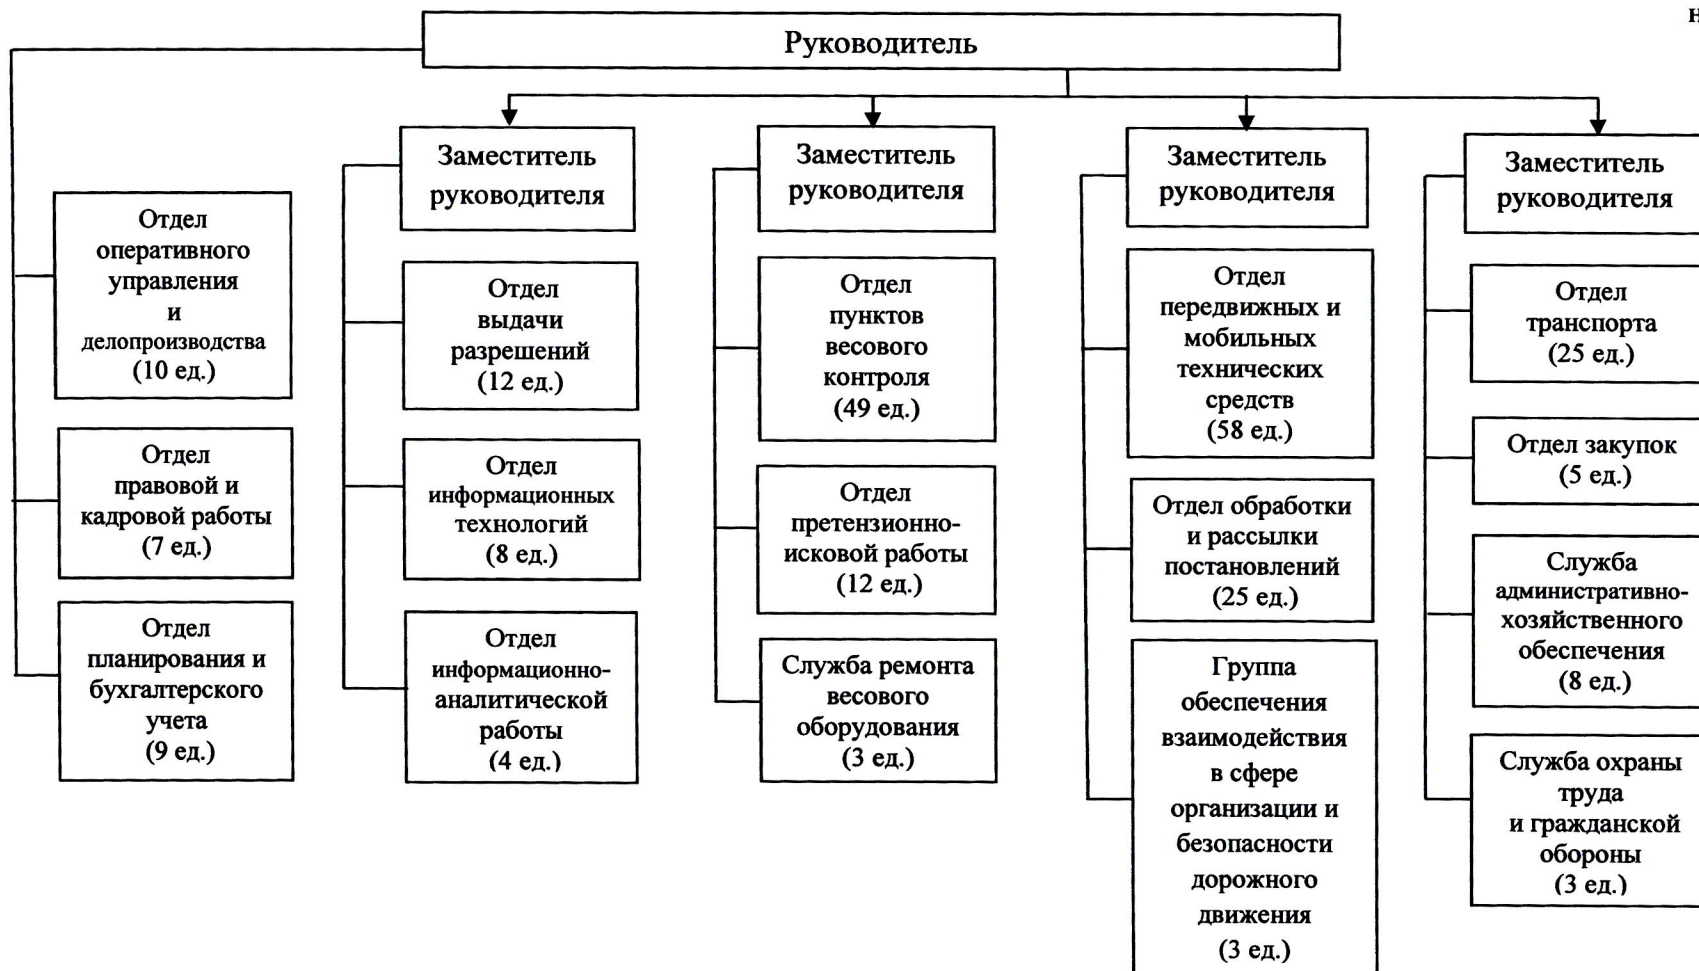 н
Руководитель
Отдел
оперативного
управления
и
делопроизводства
(10 ед.)
Отдел
правовой и
кадровой работы
(7 ед.)
Отдел
планирования и
бухгалтерского
учета
(9 ед.)
Заместитель
руководителя
Отдел
выдачи
разрешений
(12 ед.)
Отдел
информационных
технологий
(8 ед.)
Отдел
информационно-
аналитической
работы
(4 ед.)
Заместитель
руководителя
Отдел
пунктов
весового
контроля
(49 ед.)
Отдел
претензионно-
исковой работы
(12 ед.)
Служба ремонта
весового
оборудования
(3 ед.)
Заместитель
руководителя
Отдел
передвижных и
мобильных
технических
средств
(58 ед.)
Отдел обработки
и рассылки
постановлений
(25 ед.)
Группа
обеспечения
взаимодействия
в сфере
организации и
безопасности
дорожного
движения
(3 ед.)
Заместитель
руководителя
Отдел
транспорта
(25 ед.)
Отдел закупок
(5 ед.)
Служба
административно-
хозяйственного
обеспечения
(8 ед.)
Служба охраны
труда
и гражданской
обороны
(3 ед.)